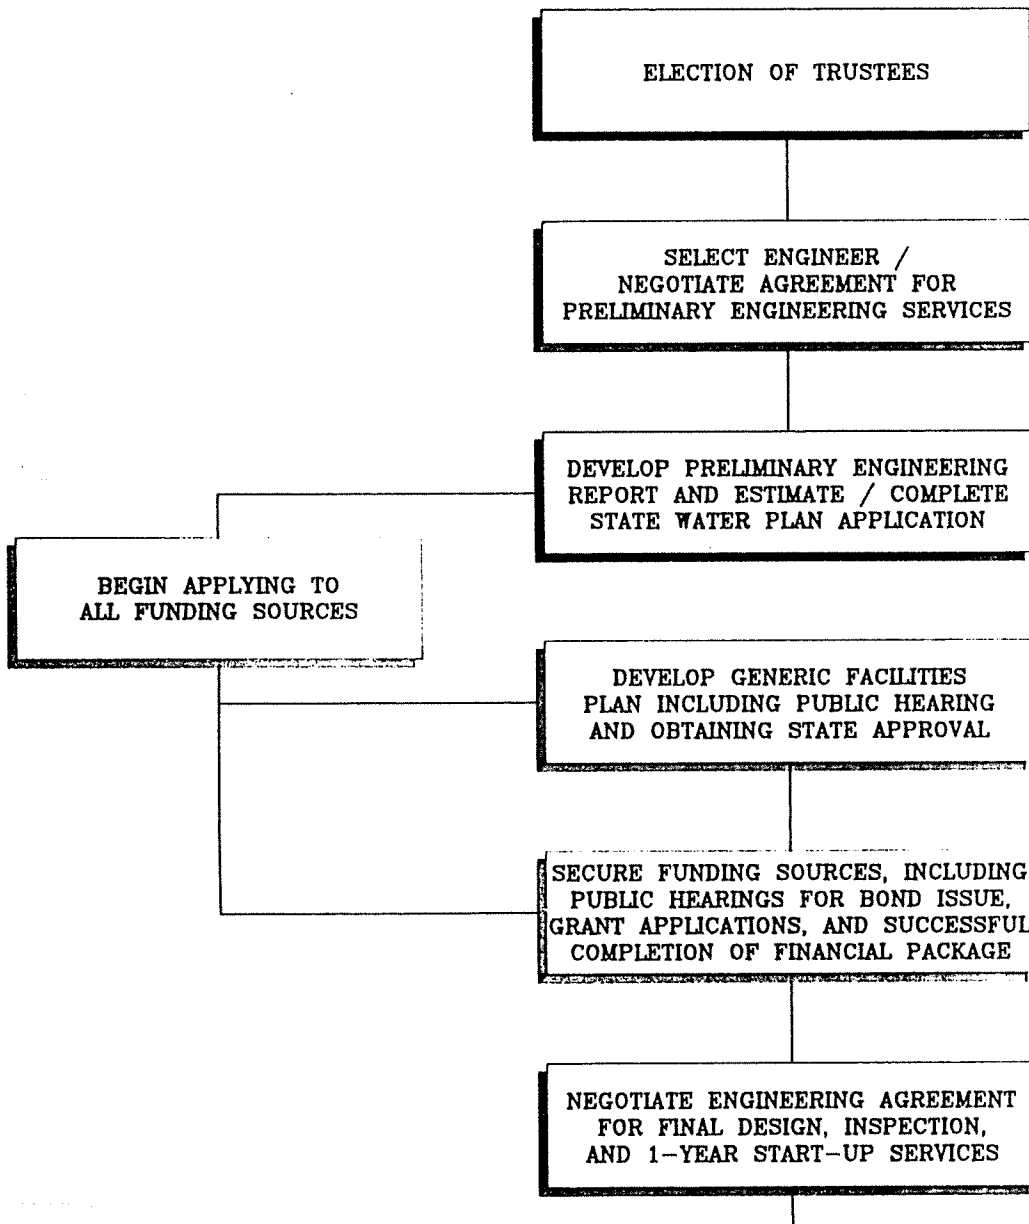 ELECTION OF TRUSTEES
SELECT ENGINEER /
NEGOTIATE AGREEMENT FOR
PRELIMINARY ENGINEERING SERVICES
DEVELOP PRELIMINARY ENGINEERING
REPORT AND ESTIMATE / COMPLETE
STATE WATER PLAN APPLICATION
BEGIN APPLYING TO
ALL FUNDING SOURCES
DEVELOP GENERIC FACILITIES
PLAN INCLUDING PUBLIC HEARING
AND OBTAINING STATE APPROVAL
SECURE FUNDING SOURCES, INCLUDING
PUBLIC HEARINGS FOR BOND ISSUE,
GRANT APPLICATIONS, AND SUCCESSFUL
COMPLETION OF FINANCIAL PACKAGE
NEGOTIATE ENGINEERING AGREEMENT
FOR FINAL DESIGN, INSPECTION,
AND 1-YEAR START-UP SERVICES